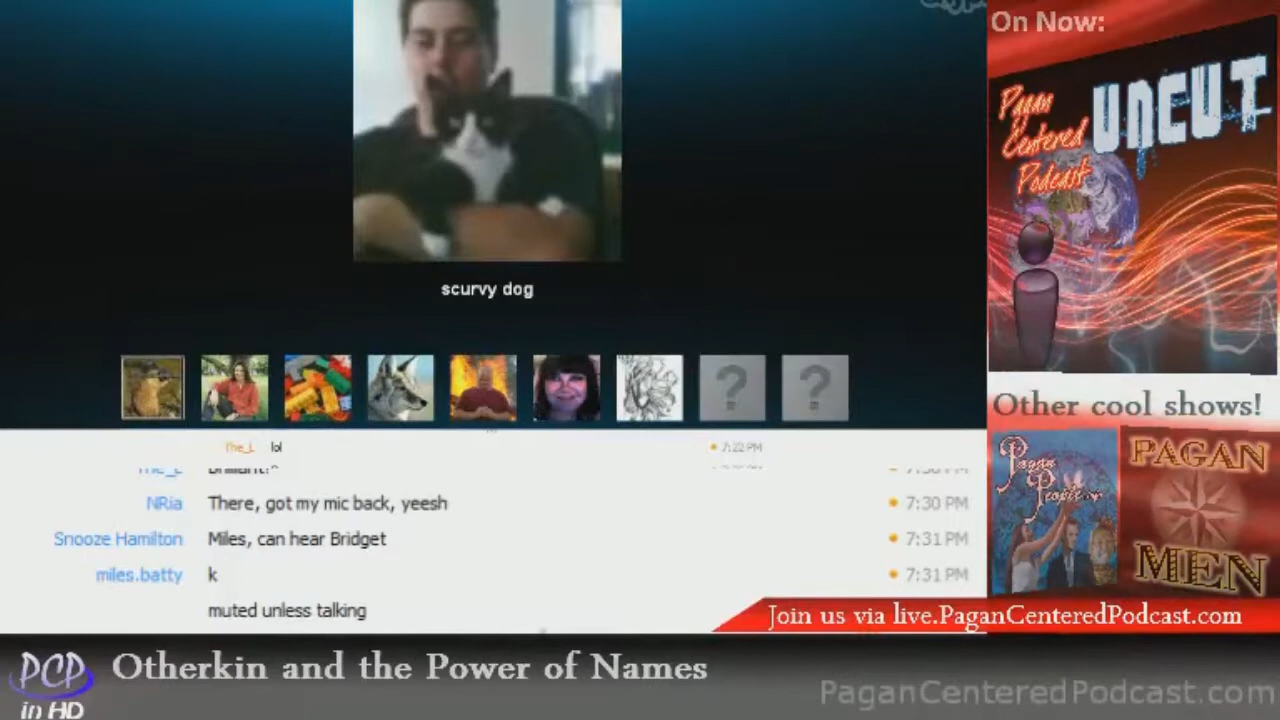 On Now:
Pagan
Centered
Podcast
UNCUT
scurvy dog
?
?
Other cool shows!
The_L lol 7:22 PM
NRia There, got my mic back, yeesh 7:30 PM
Snooze Hamilton Miles, can hear Bridget 7:31 PM
miles.batty k 7:31 PM
muted unless talking
Pagan
People
PAGAN
MEN
Join us via live.PaganCenteredPodcast.com
PCP
in HD
Otherkin and the Power of Names
PaganCenteredPodcast.com